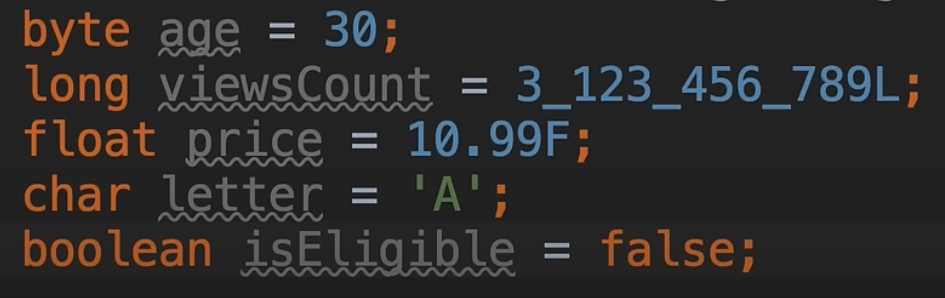 byte age = 30;
long viewsCount = 3_123_456_789L;
float price = 10.99F;
char letter = 'A';
boolean isEligible = false;